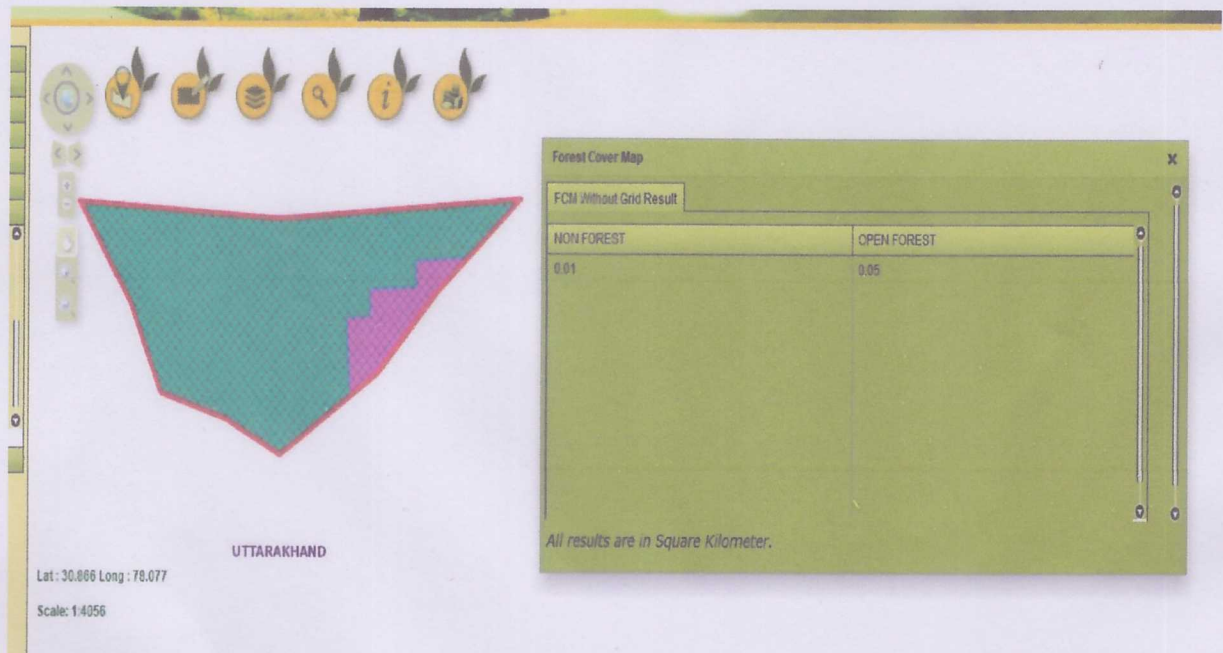 Forest Cover Map X
FCM Without Grid Result
NON FOREST OPEN FOREST
0.01 0.05
All results are in Square Kilometer.
UTTARAKHAND
Lat : 30.866 Long : 78.077
Scale: 1:4056